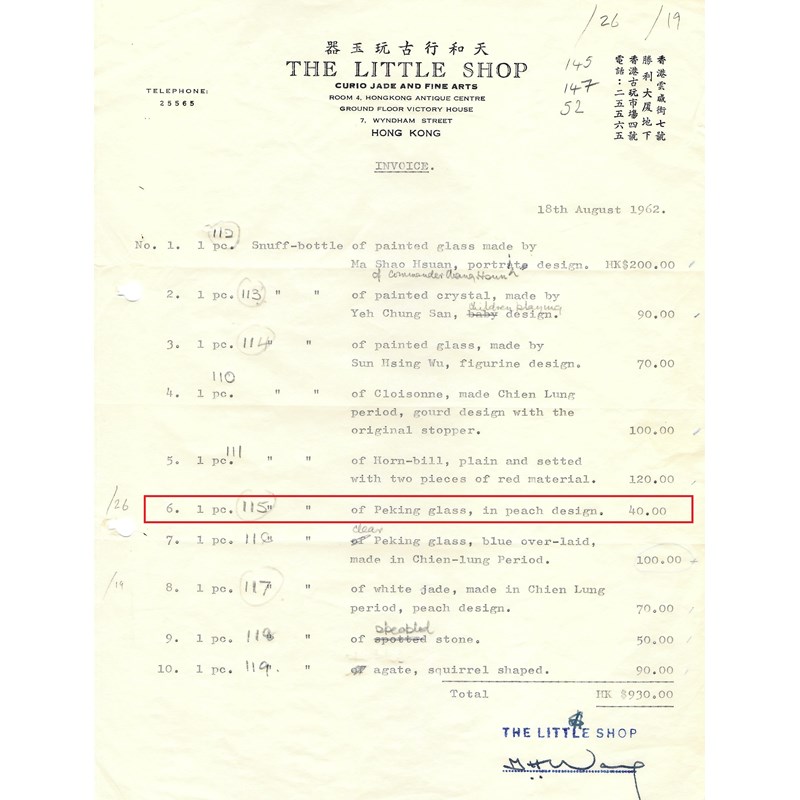 /26 /19
天和行古玩玉器
THE LITTLE SHOP
CURIO JADE AND FINE ARTS
ROOM 4, HONGKONG ANTIQUE CENTRE
GROUND FLOOR VICTORY HOUSE
7, WYNDHAM STREET
HONG KONG
TELEPHONE:
25565
145
147
52
香港雲咸街七號
勝利大厦地下
香港古玩市場四號
電話：二五五六五
INVOICE.
18th August 1962.
No. 1. 1 pc. 112 Snuff-bottle of painted glass made by
Ma Shao Hsuan, portrite design. HK$200.00
of Commander
2. 1 pc. 113 " " of painted crystal, made by
children playing
Yeh Chung San, baby design. 90.00
3. 1 pc. 114 " " of painted glass, made by
Sun Hsing Wu, figurine design. 70.00
110
4. 1 pc. " " of Cloisonne, made Chien Lung
period, gourd design with the
original stopper. 100.00
111
5. 1 pc. " " of Horn-bill, plain and setted
with two pieces of red material. 120.00
/26 6. 1 pc. 115 " " of Peking glass, in peach design. 40.00
clear
7. 1 pc. 116 " of Peking glass, blue over-laid,
made in Chien-lung Period. 100.00
/19 8. 1 pc. 117 " " of white jade, made in Chien Lung
period, peach design. 70.00
9. 1 pc. 118 " of spotted stone. 50.00
10. 1 pc. 119. " of agate, squirrel shaped. 90.00
Total HK $930.00
THE LITTLE SHOP